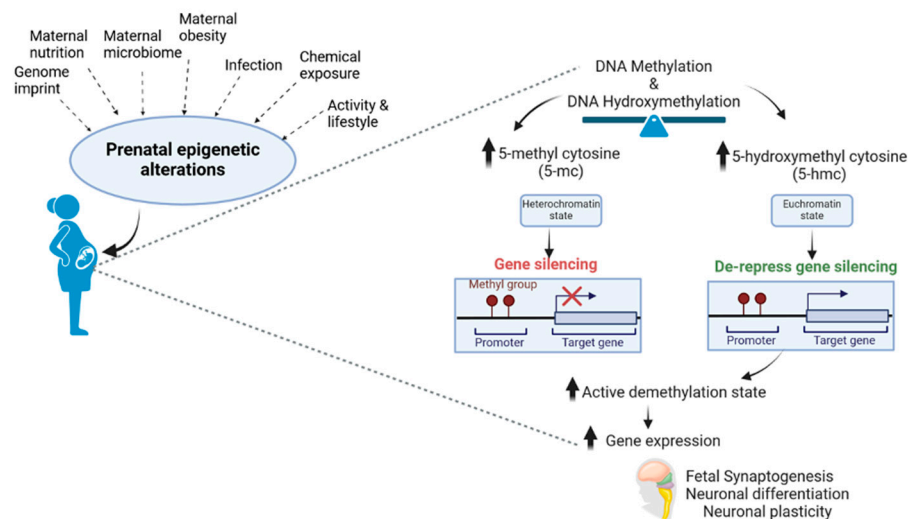 Maternal
nutrition
Maternal
microbiome
Maternal
obesity
Infection
Chemical
exposure
Genome
imprint
Activity &
lifestyle
Prenatal epigenetic
alterations
DNA Methylation
&
DNA Hydroxymethylation
5-methyl cytosine
(5-mc)
5-hydroxymethyl cytosine
(5-hmc)
Heterochromatin
state
Euchromatin
state
Gene silencing
De-repress gene silencing
Methyl group
Promoter
Target gene
Promoter
Target gene
Active demethylation state
Gene expression
Fetal Synaptogenesis
Neuronal differentiation
Neuronal plasticity